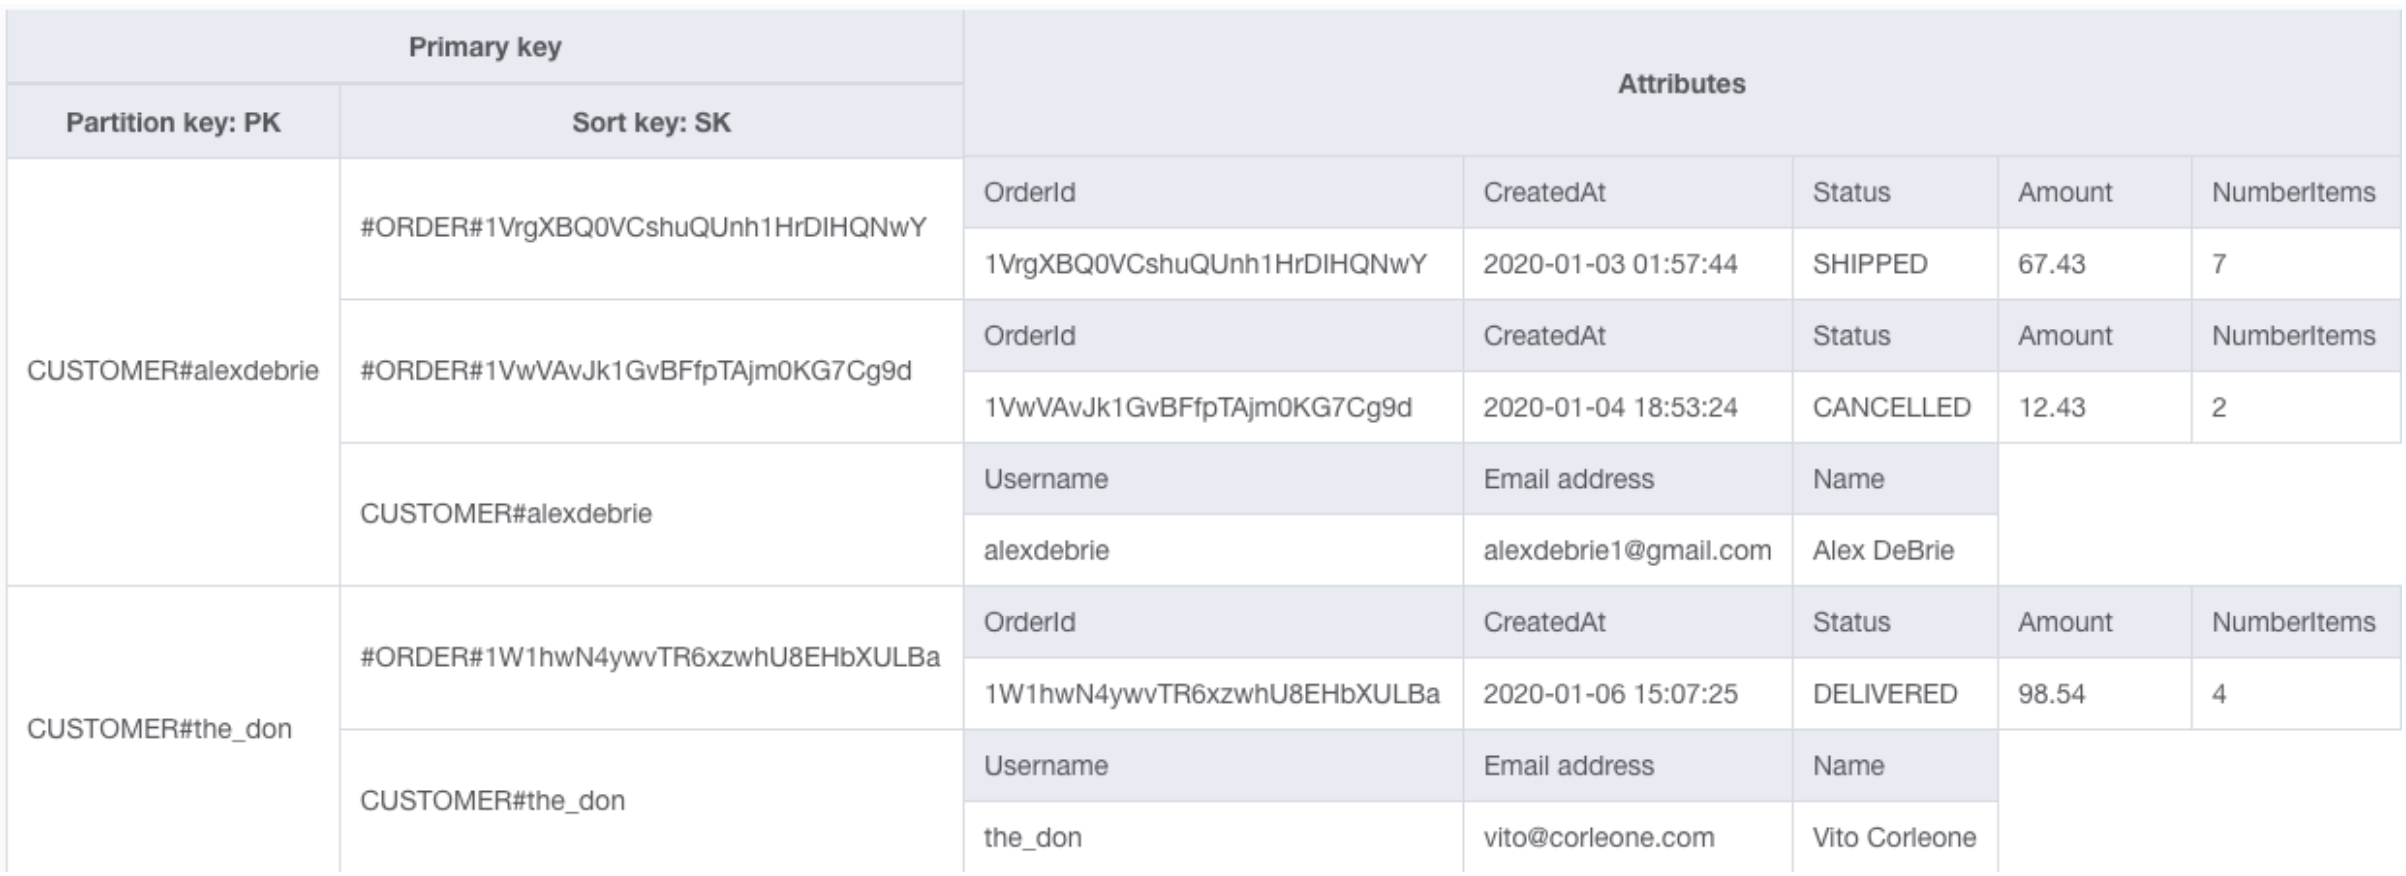 Primary key
Attributes
Partition key: PK Sort key: SK
OrderId CreatedAt Status Amount NumberItems
#ORDER#1VrgXBQ0VCshuQUnh1HrDIHQNwY
1VrgXBQ0VCshuQUnh1HrDIHQNwY 2020-01-03 01:57:44 SHIPPED 67.43 7
OrderId CreatedAt Status Amount NumberItems
CUSTOMER#alexdebrie #ORDER#1VwVAvJk1GvBFfpTAjm0KG7Cg9d
1VwVAvJk1GvBFfpTAjm0KG7Cg9d 2020-01-04 18:53:24 CANCELLED 12.43 2
Username Email address Name
CUSTOMER#alexdebrie
alexdebrie alexdebrie1@gmail.com Alex DeBrie
OrderId CreatedAt Status Amount NumberItems
#ORDER#1W1hwN4ywvTR6xzwhU8EHbXULBa
1W1hwN4ywvTR6xzwhU8EHbXULBa 2020-01-06 15:07:25 DELIVERED 98.54 4
CUSTOMER#the_don
Username Email address Name
CUSTOMER#the_don
the_don vito@corleone.com Vito Corleone